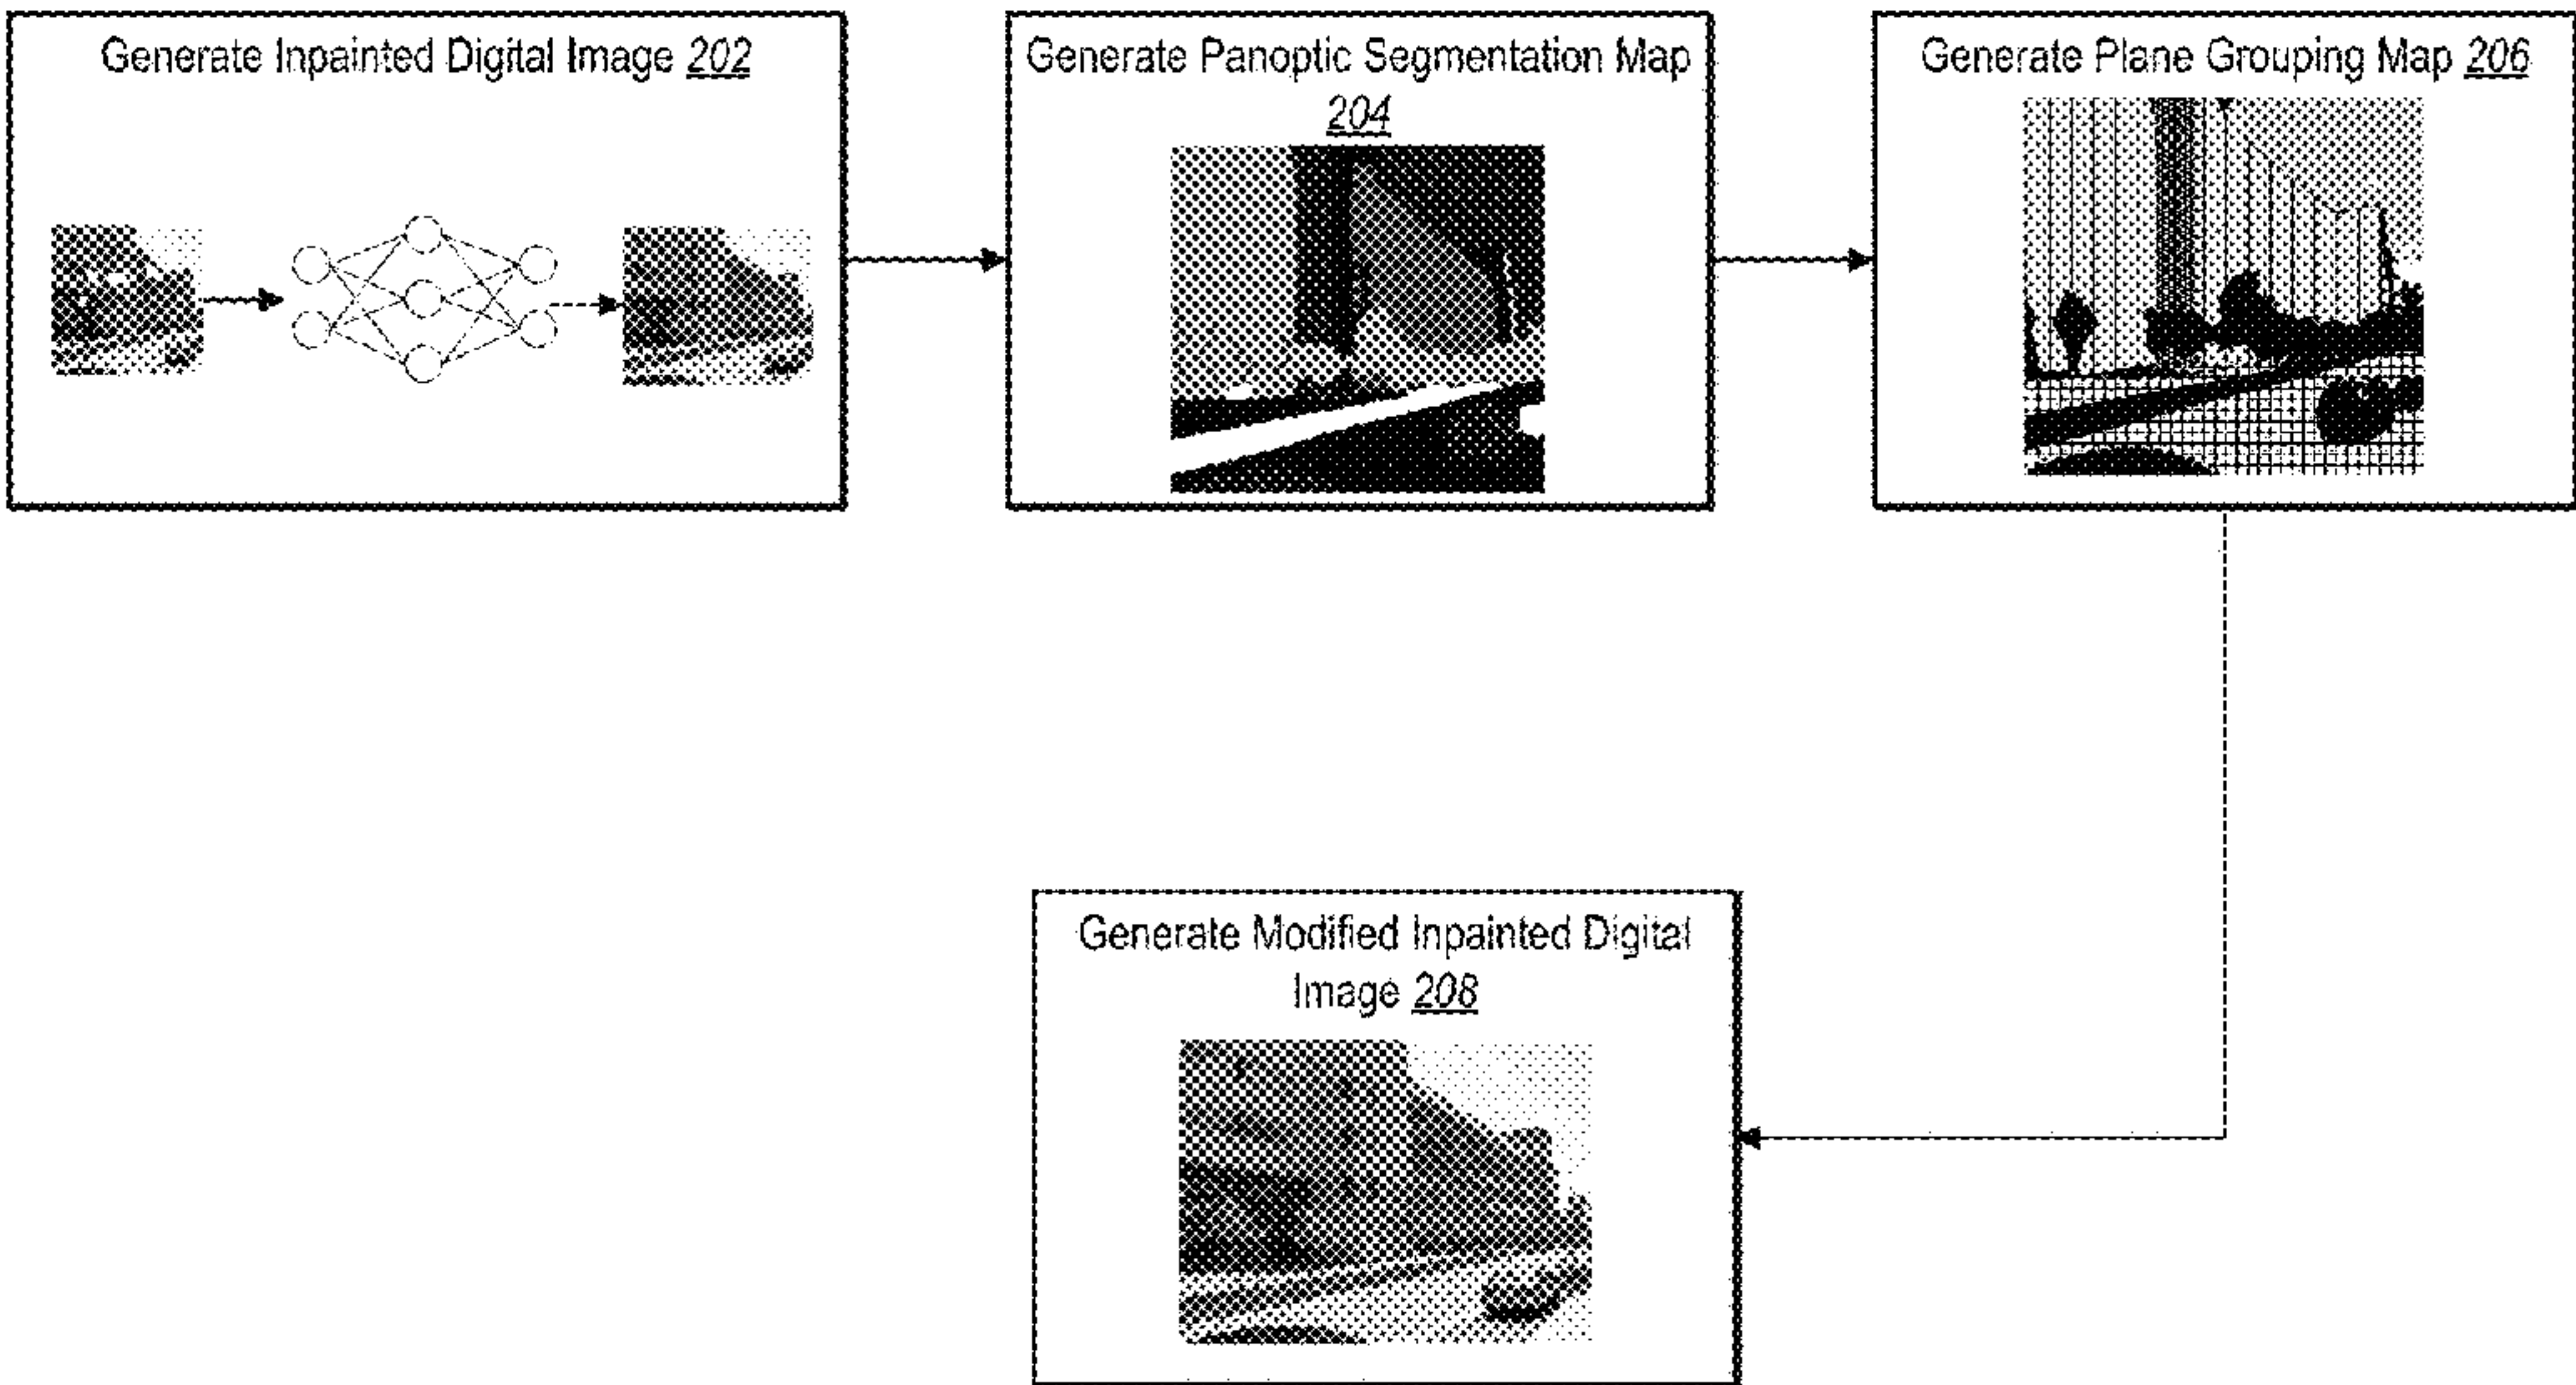 Generate Inpainted Digital Image 202
Generate Panoptic Segmentation Map
204
Generate Plane Grouping Map 206
Generate Modified Inpainted Digital
Image 208